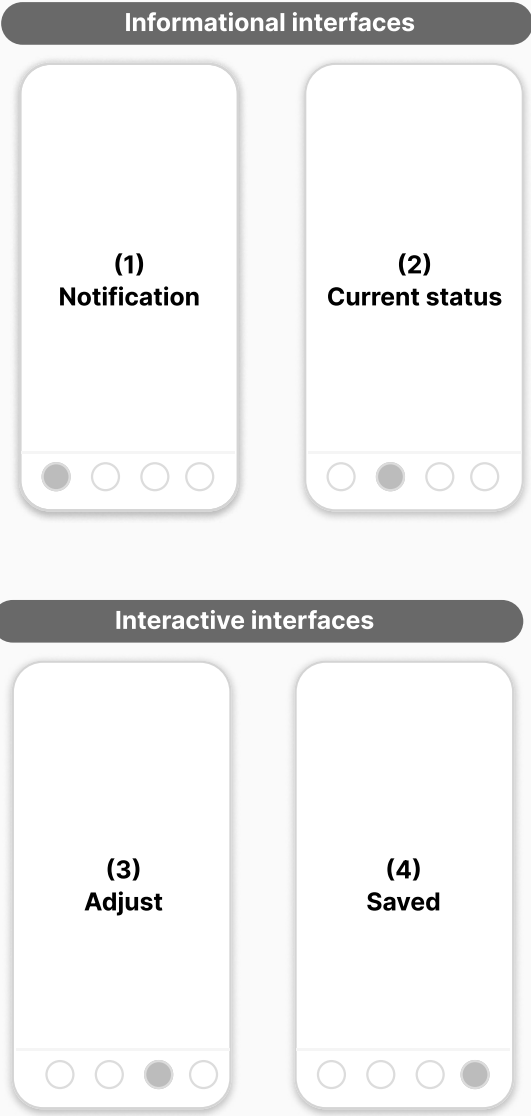 Informational interfaces
(1)
Notification
(2)
Current status
Interactive interfaces
(3)
Adjust
(4)
Saved